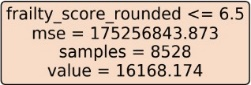 frailty_score_rounded <= 6.5
mse = 175256843.873
samples = 8528
value = 16168.174